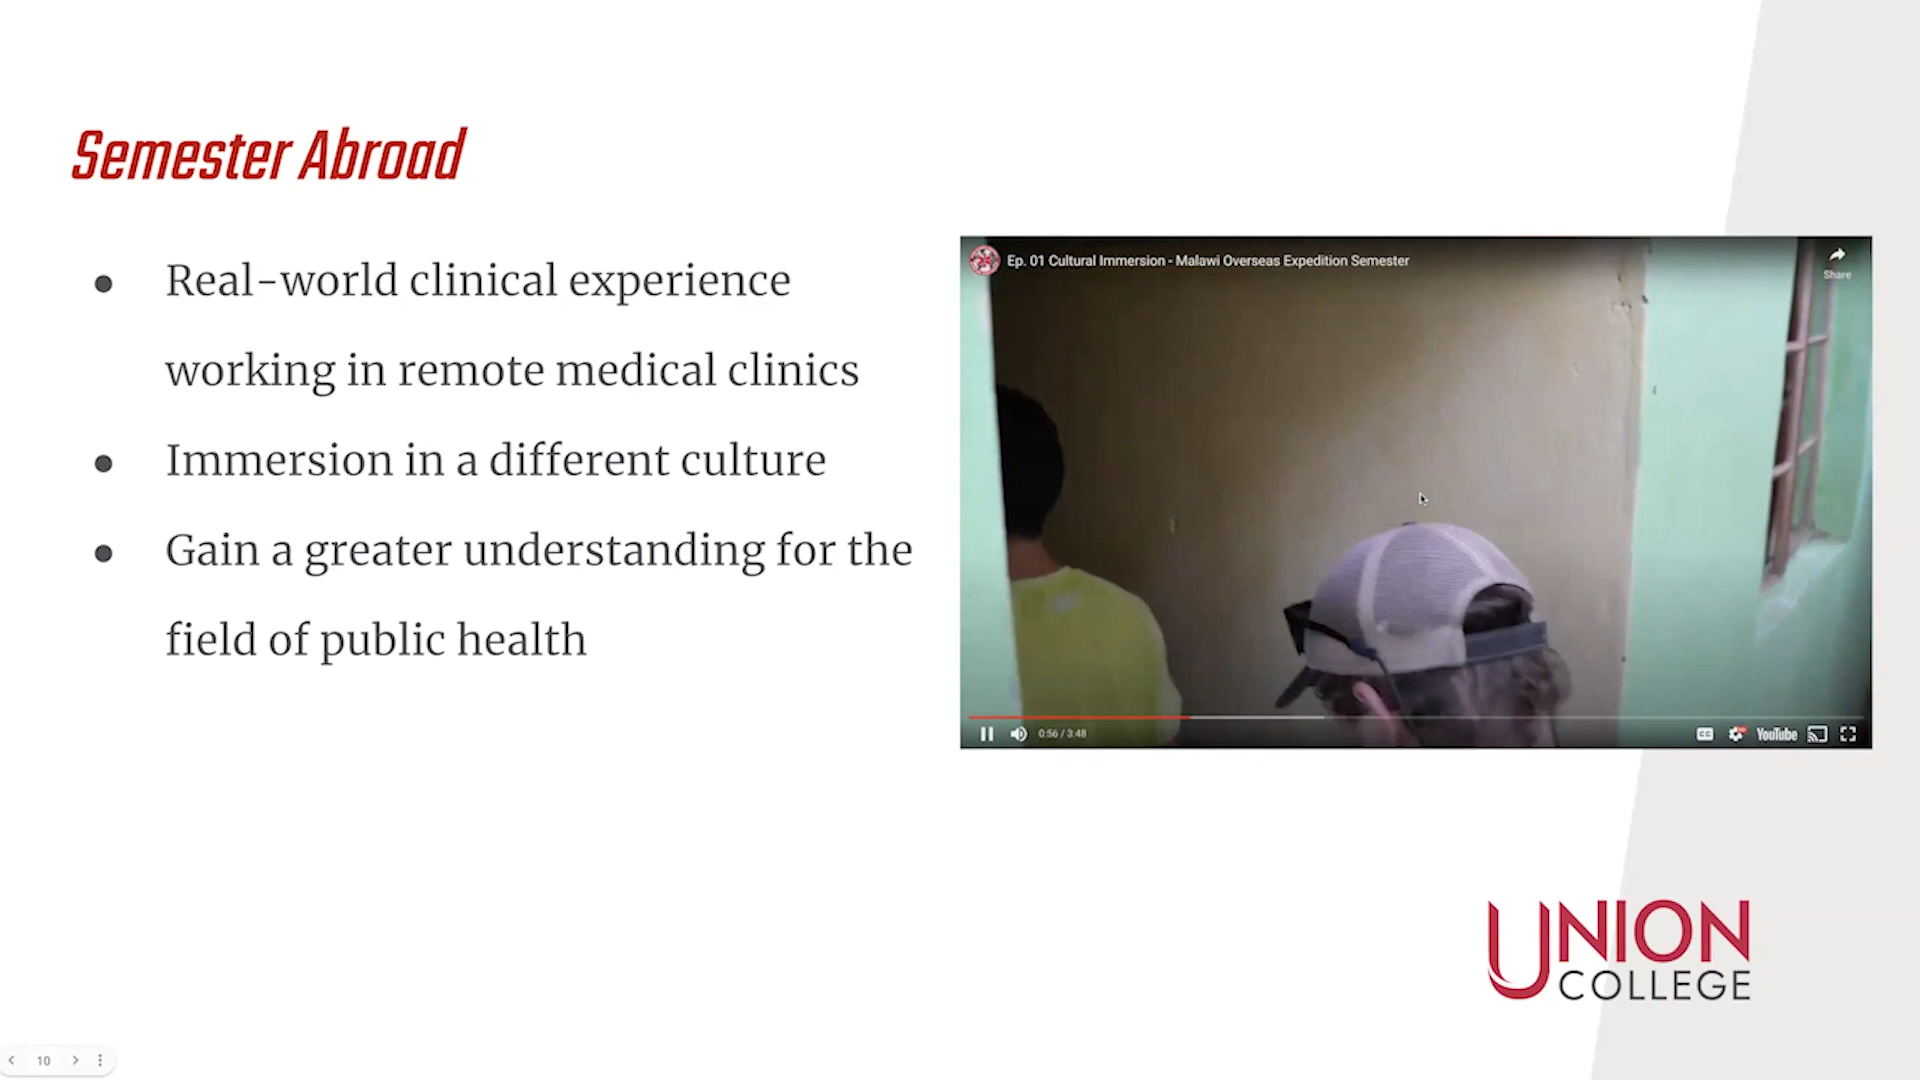 Semester Abroad
● Real-world clinical experience
working in remote medical clinics
● Immersion in a different culture
● Gain a greater understanding for the
field of public health
Ep. 01 Cultural Immersion - Malawi Overseas Expedition Semester
Share
0:56 / 3:48
CC
YouTube
UNION
COLLEGE
10